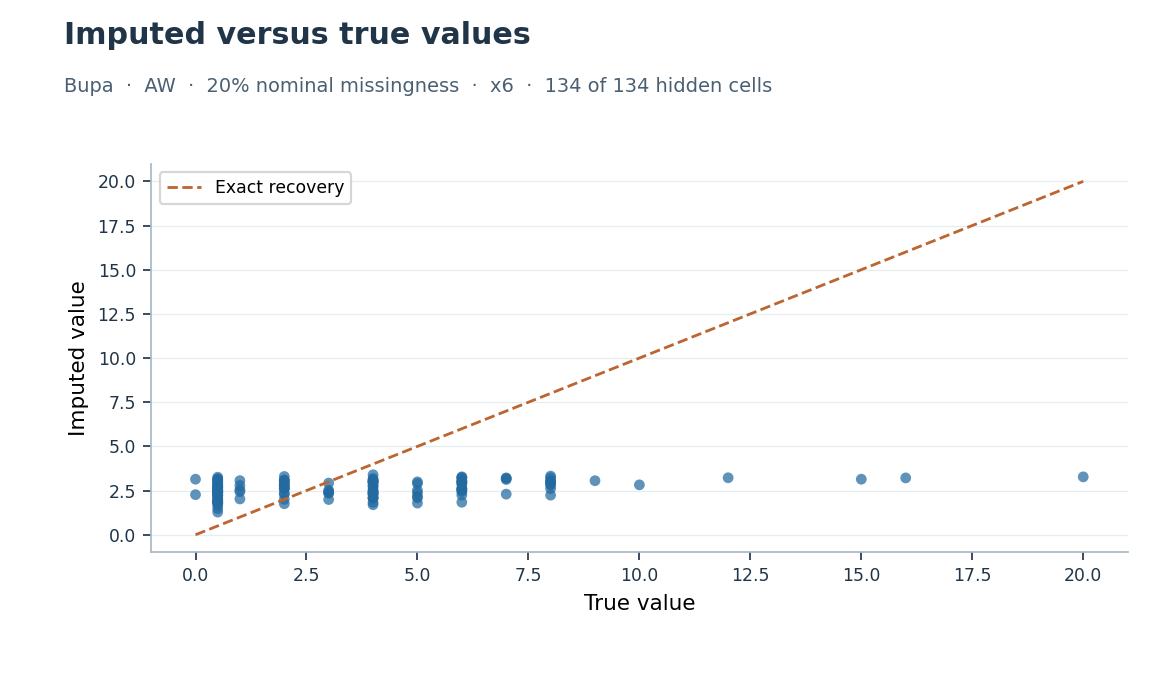 Imputed versus true values
Bupa · AW · 20% nominal missingness · x6 · 134 of 134 hidden cells
Exact recovery
Imputed value
20.0
17.5
15.0
12.5
10.0
7.5
5.0
2.5
0.0
0.0 2.5 5.0 7.5 10.0 12.5 15.0 17.5 20.0
True value